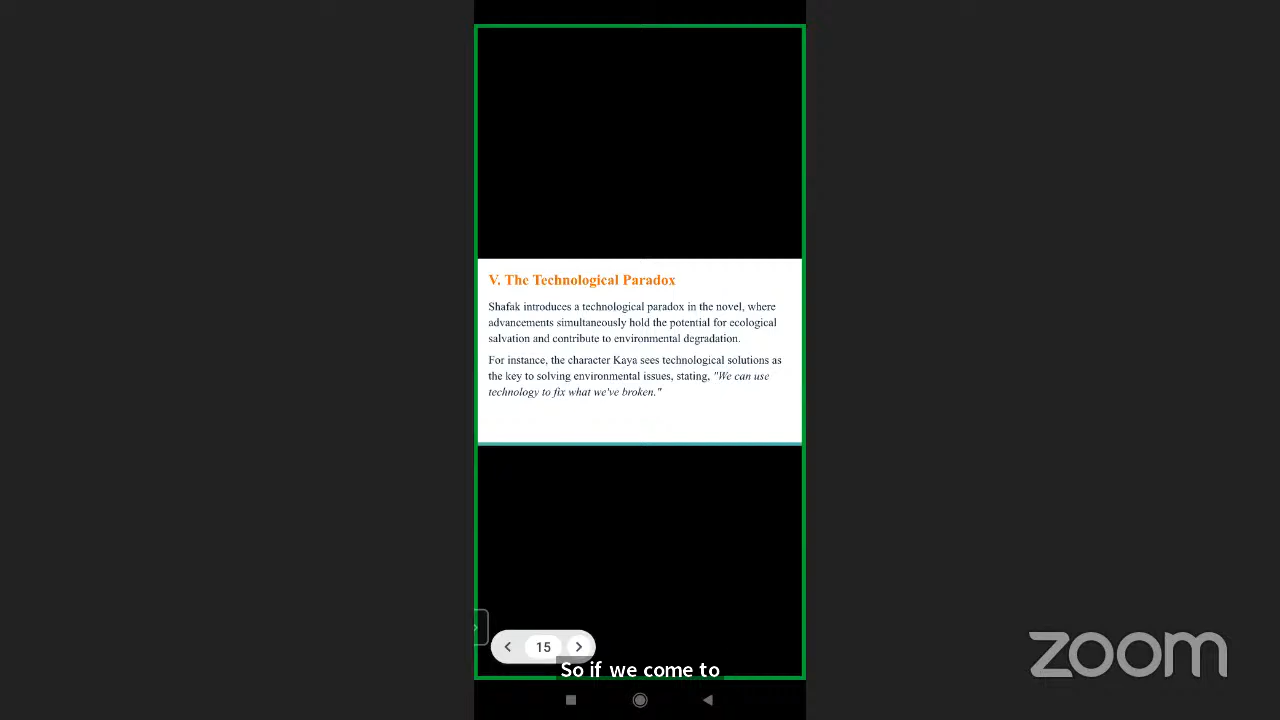 V. The Technological Paradox
Shafak introduces a technological paradox in the novel, where
advancements simultaneously hold the potential for ecological
salvation and contribute to environmental degradation.
For instance, the character Kaya sees technological solutions as
the key to solving environmental issues, stating, "We can use
technology to fix what we've broken."
15
So if we come to
zoom